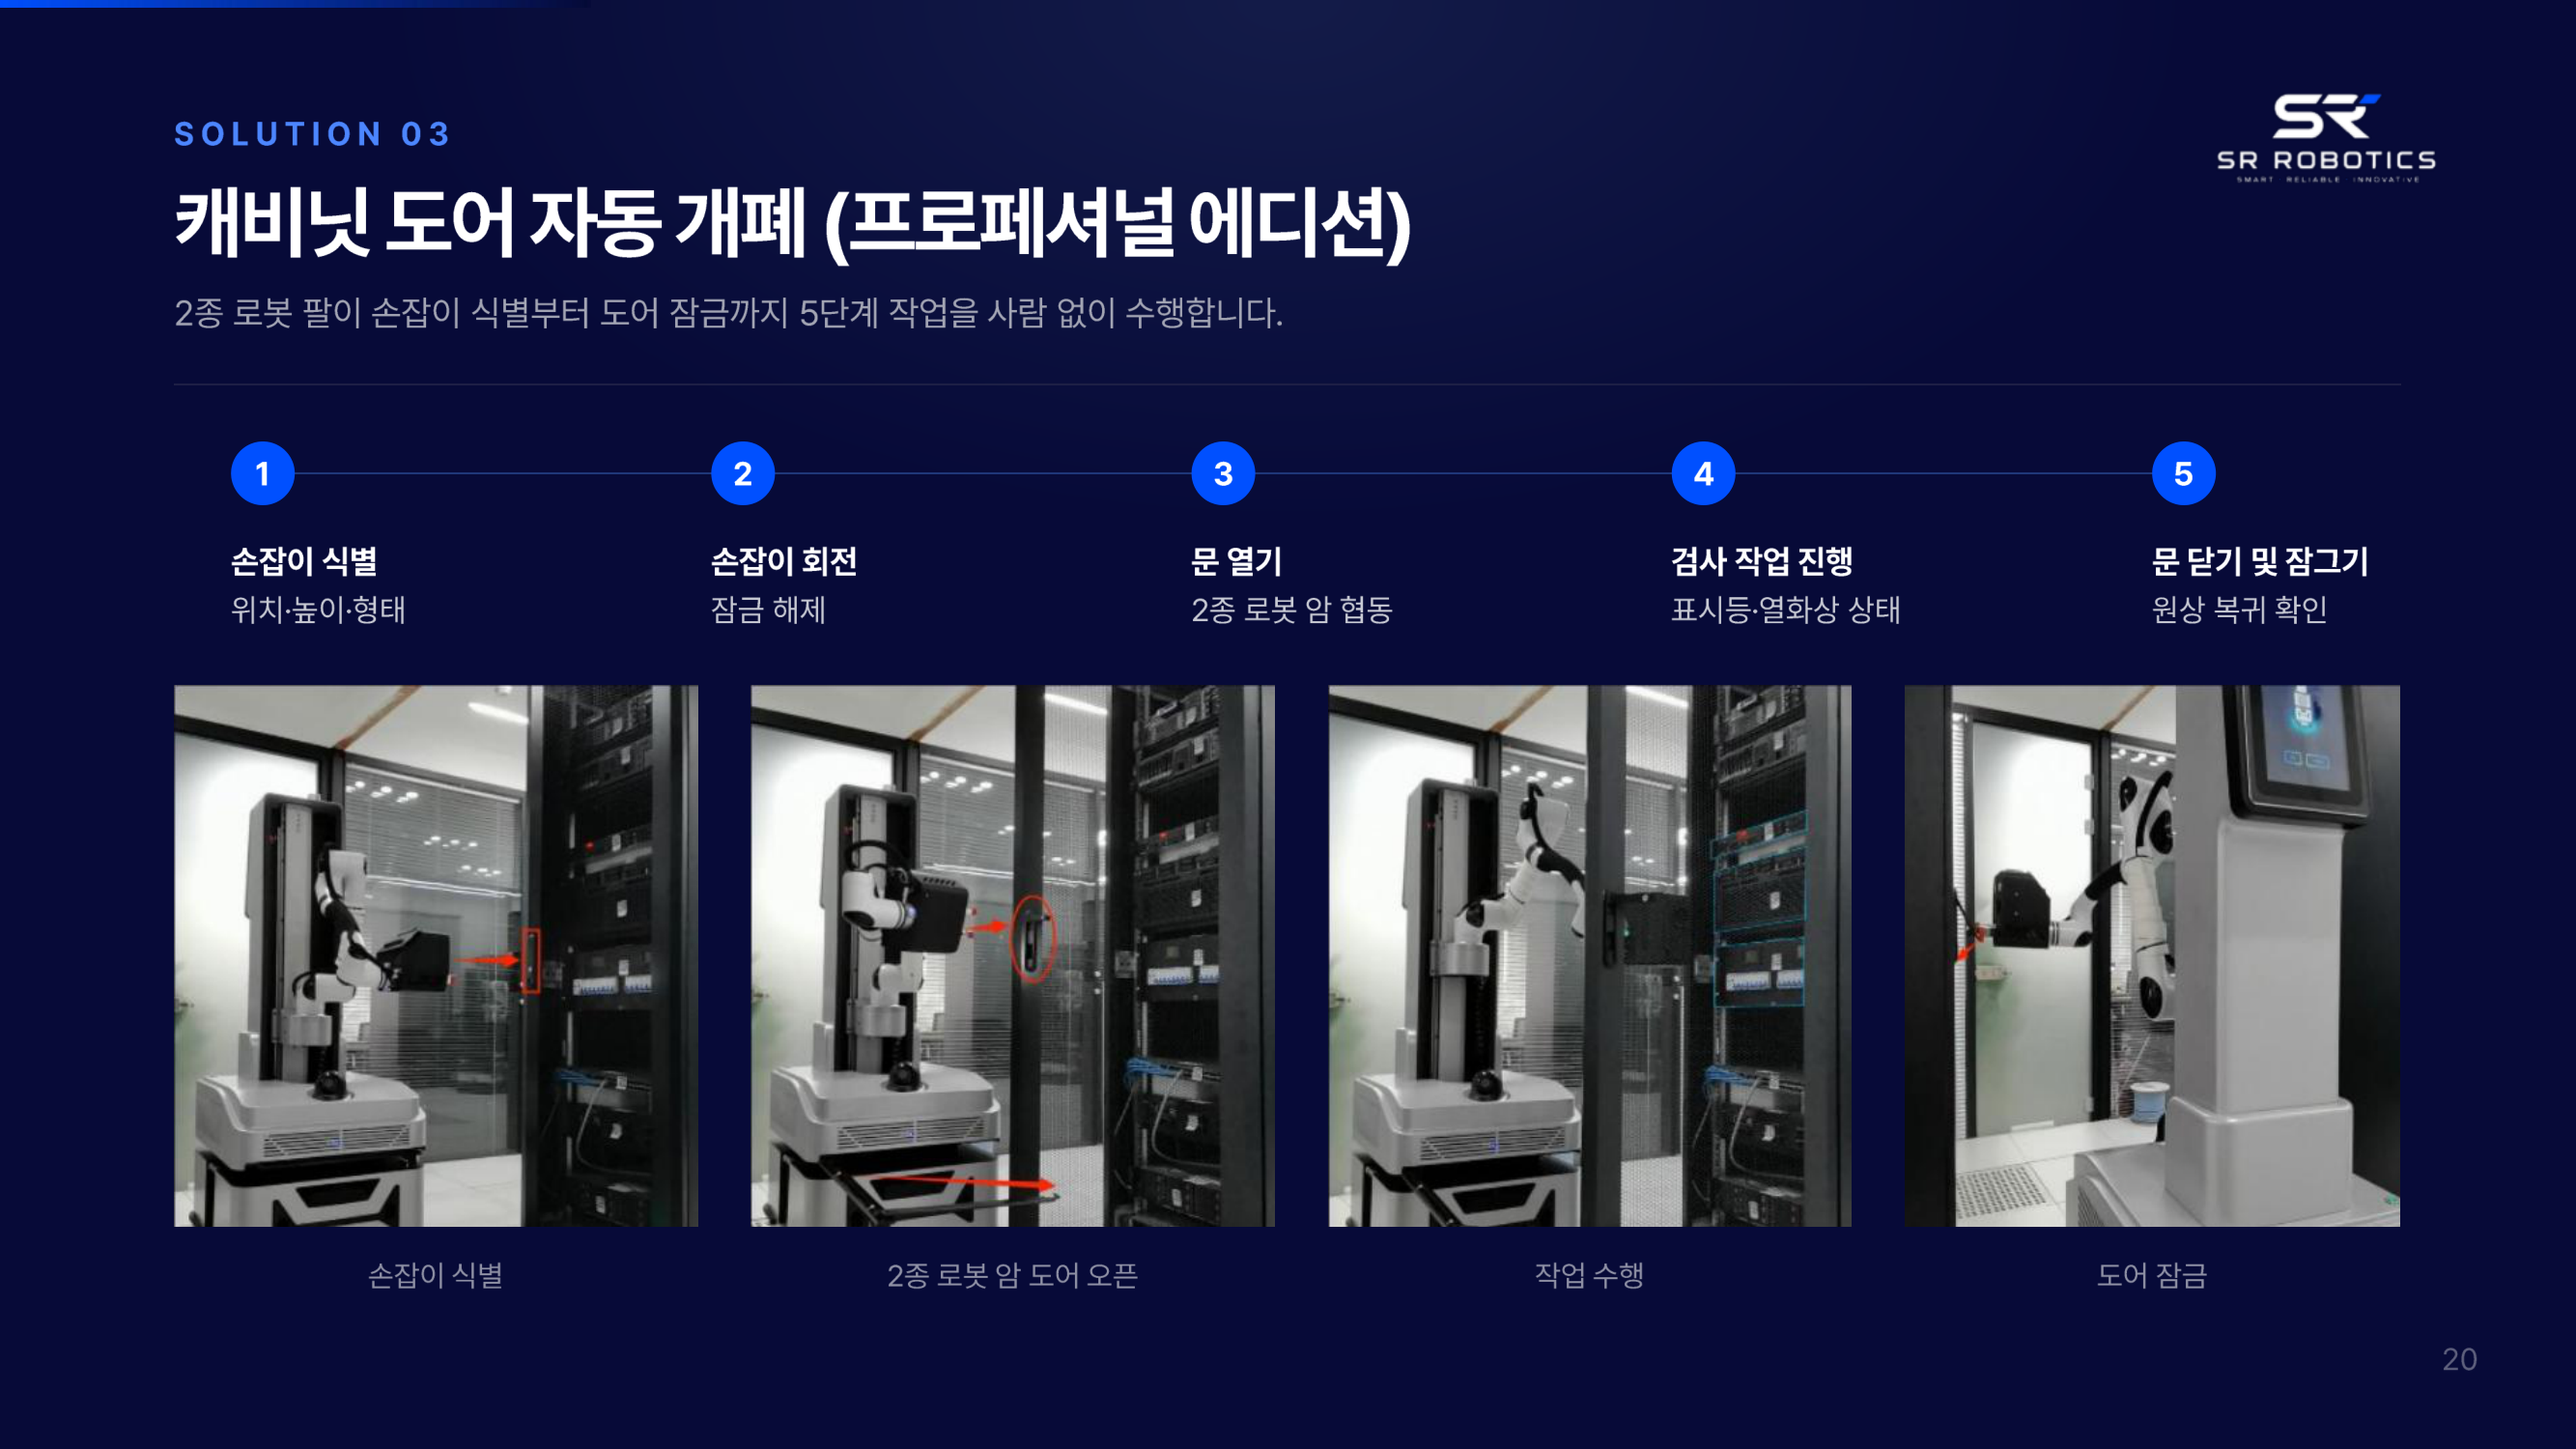 SOLUTION 03
캐비닛 도어 자동 개폐 (프로페셔널 에디션)
2종 로봇 팔이 손잡이 식별부터 도어 잠금까지 5단계 작업을 사람 없이 수행합니다.
SR
SR ROBOTICS
SMART RELIABLE INNOVATIVE
1
손잡이 식별
위치·높이·형태
2
손잡이 회전
잠금 해제
3
문 열기
2종 로봇 암 협동
4
검사 작업 진행
표시등·열화상 상태
5
문 닫기 및 잠그기
원상 복귀 확인
손잡이 식별
2종 로봇 암 도어 오픈
작업 수행
도어 잠금
20